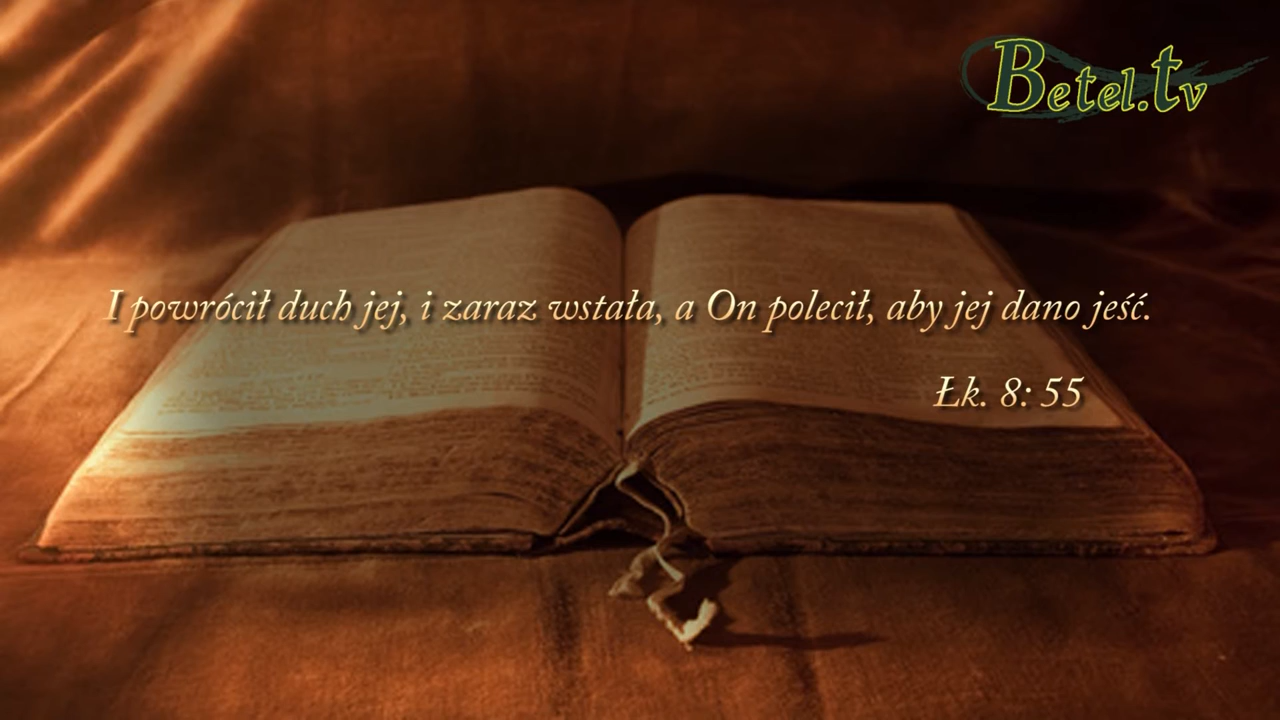 Betel.tv
I powrócił duch jej, i zaraz wstała, a On polecił, aby jej dano jeść.
Łk. 8: 55